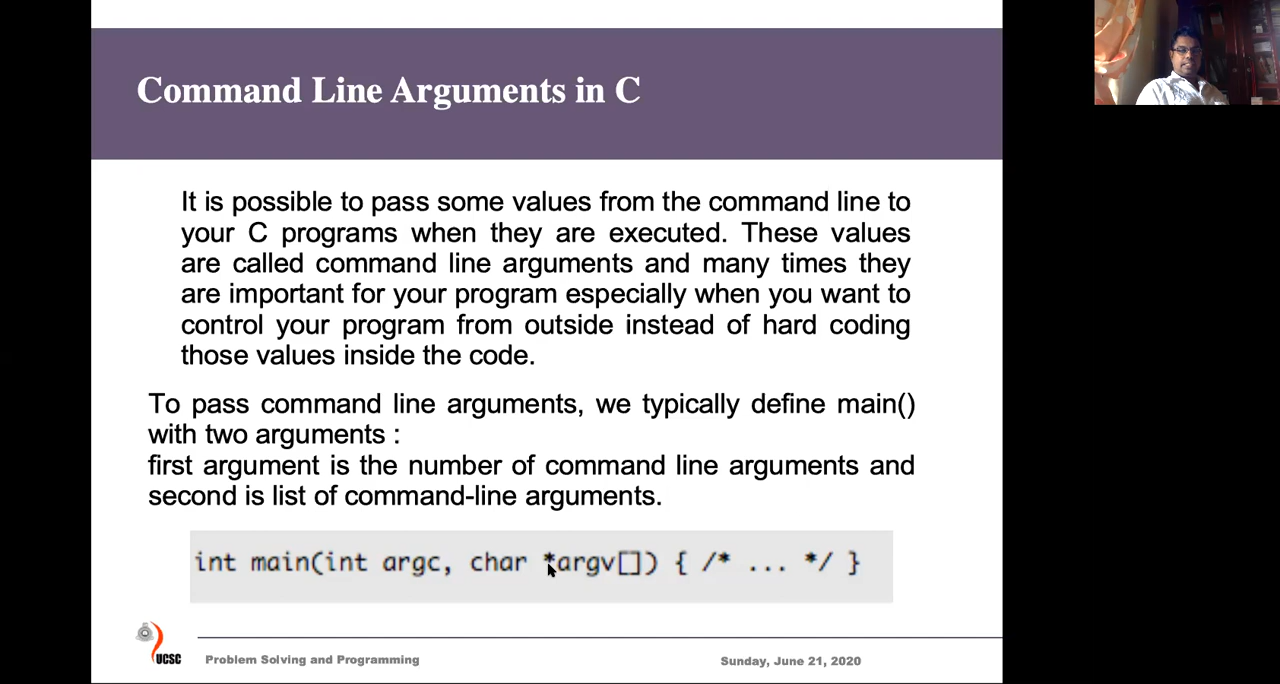 Command Line Arguments in C
It is possible to pass some values from the command line to
your C programs when they are executed. These values
are called command line arguments and many times they
are important for your program especially when you want to
control your program from outside instead of hard coding
those values inside the code.
To pass command line arguments, we typically define main()
with two arguments :
first argument is the number of command line arguments and
second is list of command-line arguments.
int main(int argc, char *argv[]) { /* ... */ }
UCSC
Problem Solving and Programming
Sunday, June 21, 2020